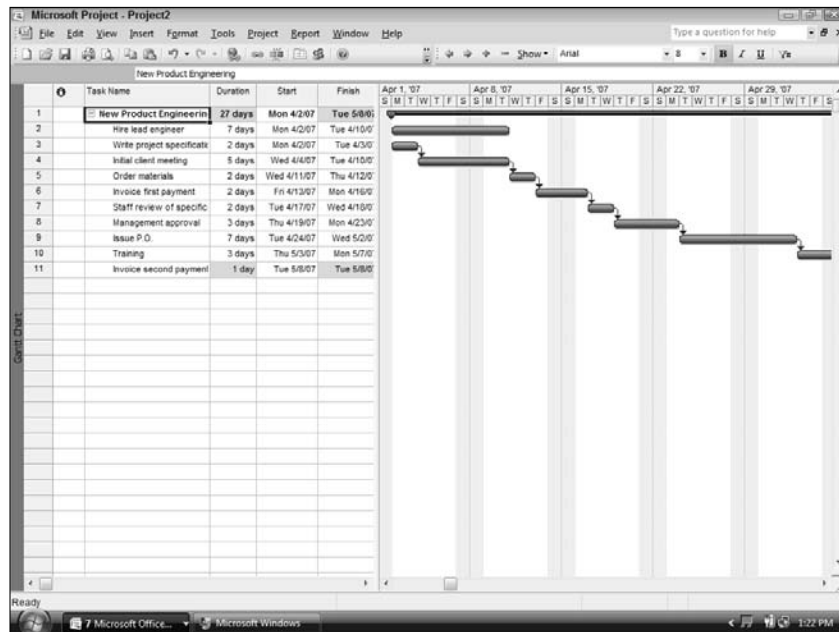 Microsoft Project - Project2
File Edit View Insert Format Tools Project Report Window Help
Type a question for help
Show Arial 8 B I U
New Product Engineering
Task Name Duration Start Finish
Apr 1, '07 Apr 8, '07 Apr 15, '07 Apr 22, '07 Apr 29, '07
S M T W T F S S M T W T F S S M T W T F S S M T W T F S S M T W T F S
1 New Product Engineerin 27 days Mon 4/2/07 Tue 5/8/07
2 Hire lead engineer 7 days Mon 4/2/07 Tue 4/10/0
3 Write project specificatic 2 days Mon 4/2/07 Tue 4/3/0
4 Initial client meeting 5 days Wed 4/4/07 Tue 4/10/0
5 Order materials 2 days Wed 4/11/07 Thu 4/12/0
6 Invoice first payment 2 days Fri 4/13/07 Mon 4/16/0
7 Staff review of specific 2 days Tue 4/17/07 Wed 4/18/0
8 Management approval 3 days Thu 4/19/07 Mon 4/23/0
9 Issue P.O. 7 days Tue 4/24/07 Wed 5/2/0
10 Training 3 days Thu 5/3/07 Mon 5/7/0
11 Invoice second payment 1 day Tue 5/8/07 Tue 5/8/0
Gantt Chart
Ready
7 Microsoft Office... Microsoft Windows 1:22 PM